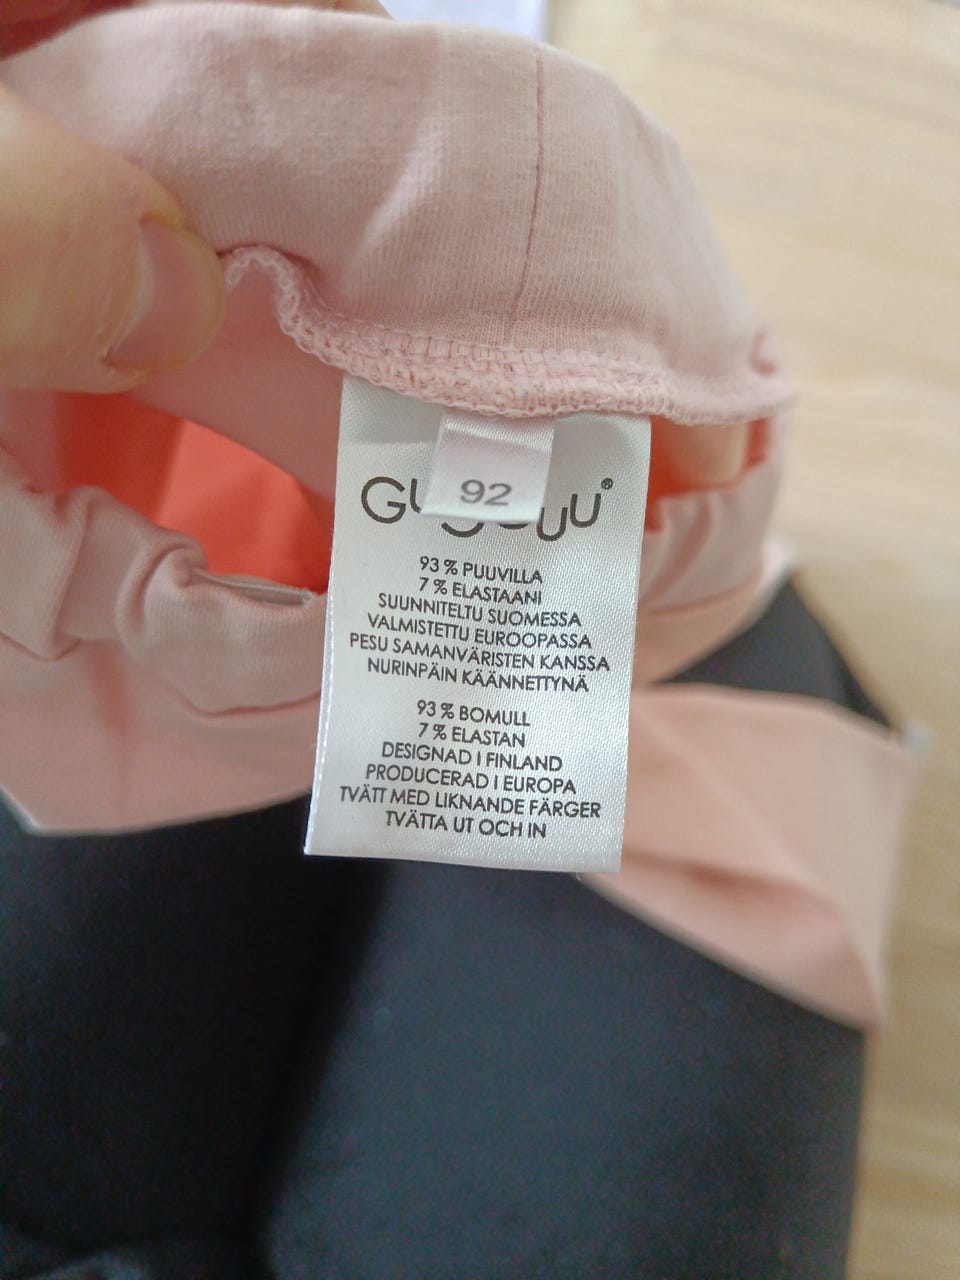 92
93 % PUUVILLA
7 % ELASTAANI
SUUNNITELTU SUOMESSA
VALMISTETTU EUROOPASSA
PESU SAMANVÄRISTEN KANSSA
NURINPÄIN KÄÄNNETTYNÄ
93 % BOMULL
7 % ELASTAN
DESIGNAD I FINLAND
PRODUCERAD I EUROPA
TVÄTT MED LIKNANDE FÄRGER
TVÄTTA UT OCH IN